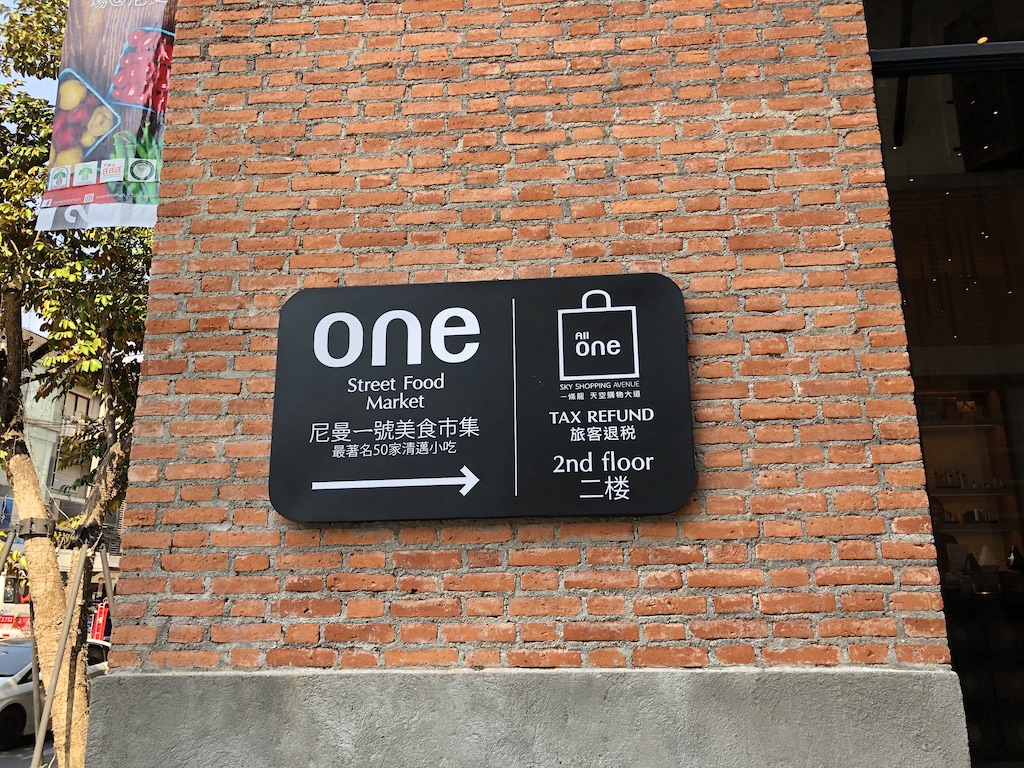 one
Street Food
Market
尼曼一號美食市集
最著名50家清邁小吃
All
one
SKY SHOPPING AVENUE
一條龍 天空購物大道
TAX REFUND
旅客退税
2nd floor
二楼